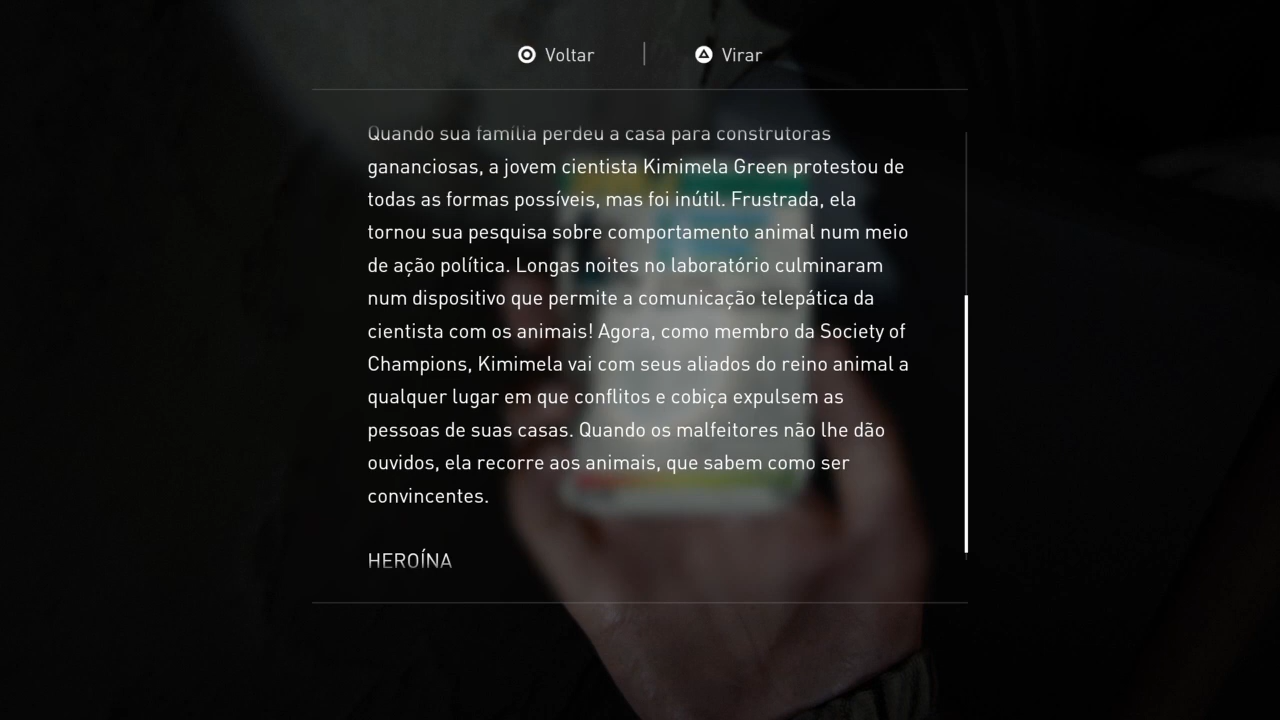 Voltar | Virar
Quando sua família perdeu a casa para construtoras
gananciosas, a jovem cientista Kimimela Green protestou de
todas as formas possíveis, mas foi inútil. Frustrada, ela
tornou sua pesquisa sobre comportamento animal num meio
de ação política. Longas noites no laboratório culminaram
num dispositivo que permite a comunicação telepática da
cientista com os animais! Agora, como membro da Society of
Champions, Kimimela vai com seus aliados do reino animal a
qualquer lugar em que conflitos e cobiça expulsem as
pessoas de suas casas. Quando os malfeitores não lhe dão
ouvidos, ela recorre aos animais, que sabem como ser
convincentes.
HEROÍNA